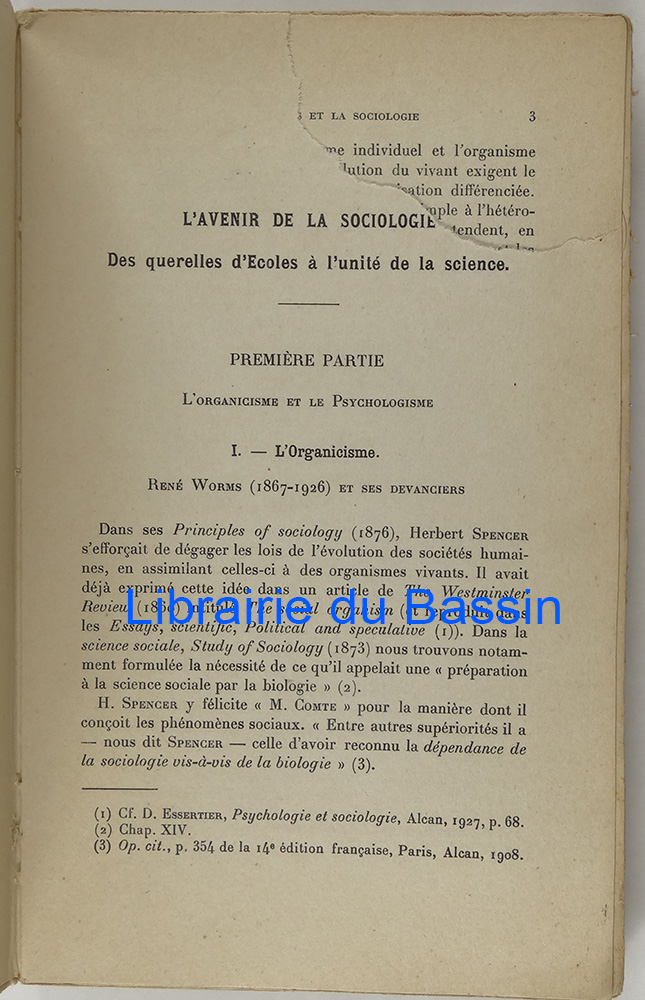 ET LA SOCIOLOGIE 3
me individuel et l'organisme
lution du vivant exigent le
sation différenciée.
mple à l'hétéro-
tendent, en
L'AVENIR DE LA SOCIOLOGIE
Des querelles d'Ecoles à l'unité de la science.
PREMIÈRE PARTIE
L'ORGANICISME ET LE PSYCHOLOGISME
I. — L'Organicisme.
RENÉ WORMS (1867-1926) ET SES DEVANCIERS
Dans ses Principles of sociology (1876), Herbert SPENCER
s'efforçait de dégager les lois de l'évolution des sociétés humai-
nes, en assimilant celles-ci à des organismes vivants. Il avait
déjà exprimé cette idée dans un article de The Westminster
Review (1860) intitulé The social organism reproduit dans
les Essays, scientific, Political and speculative (1)). Dans la
science sociale, Study of Sociology (1873) nous trouvons notam-
ment formulée la nécessité de ce qu'il appelait une « préparation
à la science sociale par la biologie » (2).
H. SPENCER y félicite « M. COMTE » pour la manière dont il
conçoit les phénomènes sociaux. « Entre autres supériorités il a
— nous dit SPENCER — celle d'avoir reconnu la dépendance de
la sociologie vis-à-vis de la biologie » (3).
(1) Cf. D. ESSERTIER, Psychologie et sociologie, Alcan, 1927, p. 68.
(2) Chap. XIV.
(3) Op. cit., p. 354 de la 14e édition française, Paris, Alcan, 1908.
Librairie du Bassin